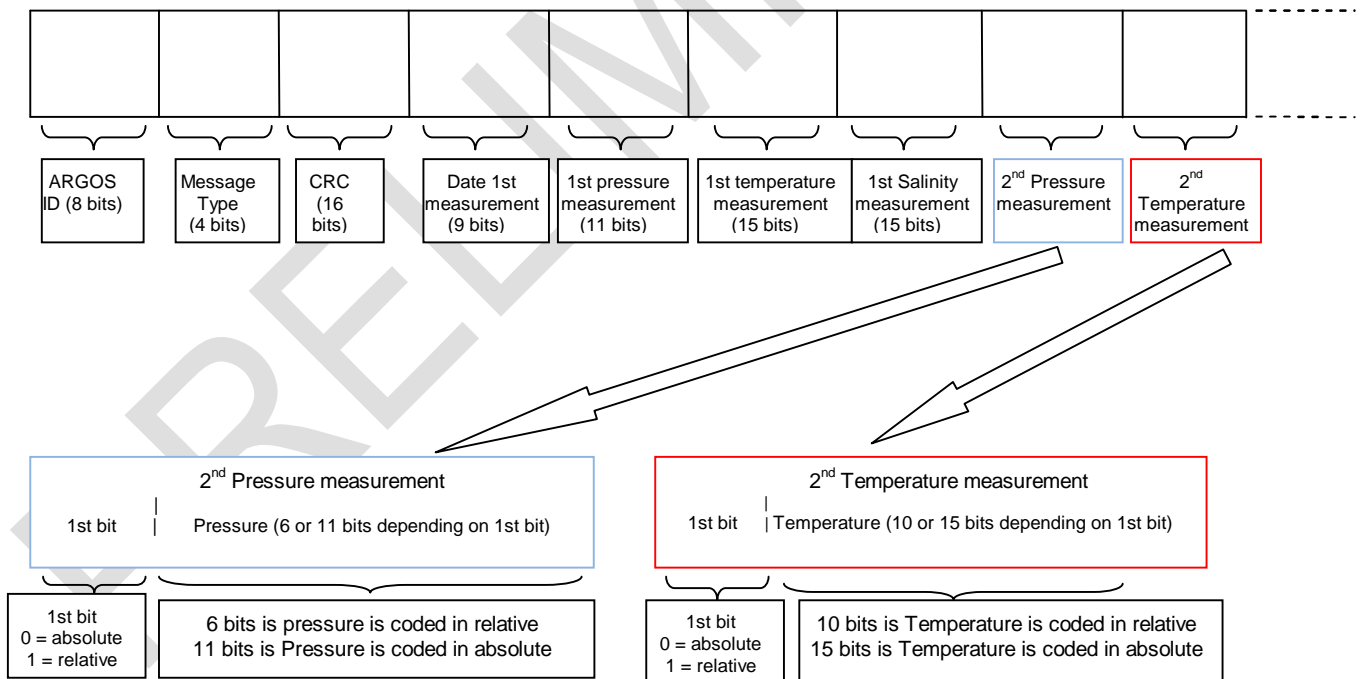 ARGOS
ID (8 bits)
Message
Type
(4 bits)
CRC
(16
bits)
Date 1st
measurement
(9 bits)
1st pressure
measurement
(11 bits)
1st temperature
measurement
(15 bits)
1st Salinity
measurement
(15 bits)
2nd Pressure
measurement
2nd
Temperature
measurement
2nd Pressure measurement
1st bit
Pressure (6 or 11 bits depending on 1st bit)
2nd Temperature measurement
1st bit
Temperature (10 or 15 bits depending on 1st bit)
1st bit
0 = absolute
1 = relative
6 bits is pressure is coded in relative
11 bits is Pressure is coded in absolute
1st bit
0 = absolute
1 = relative
10 bits is Temperature is coded in relative
15 bits is Temperature is coded in absolute